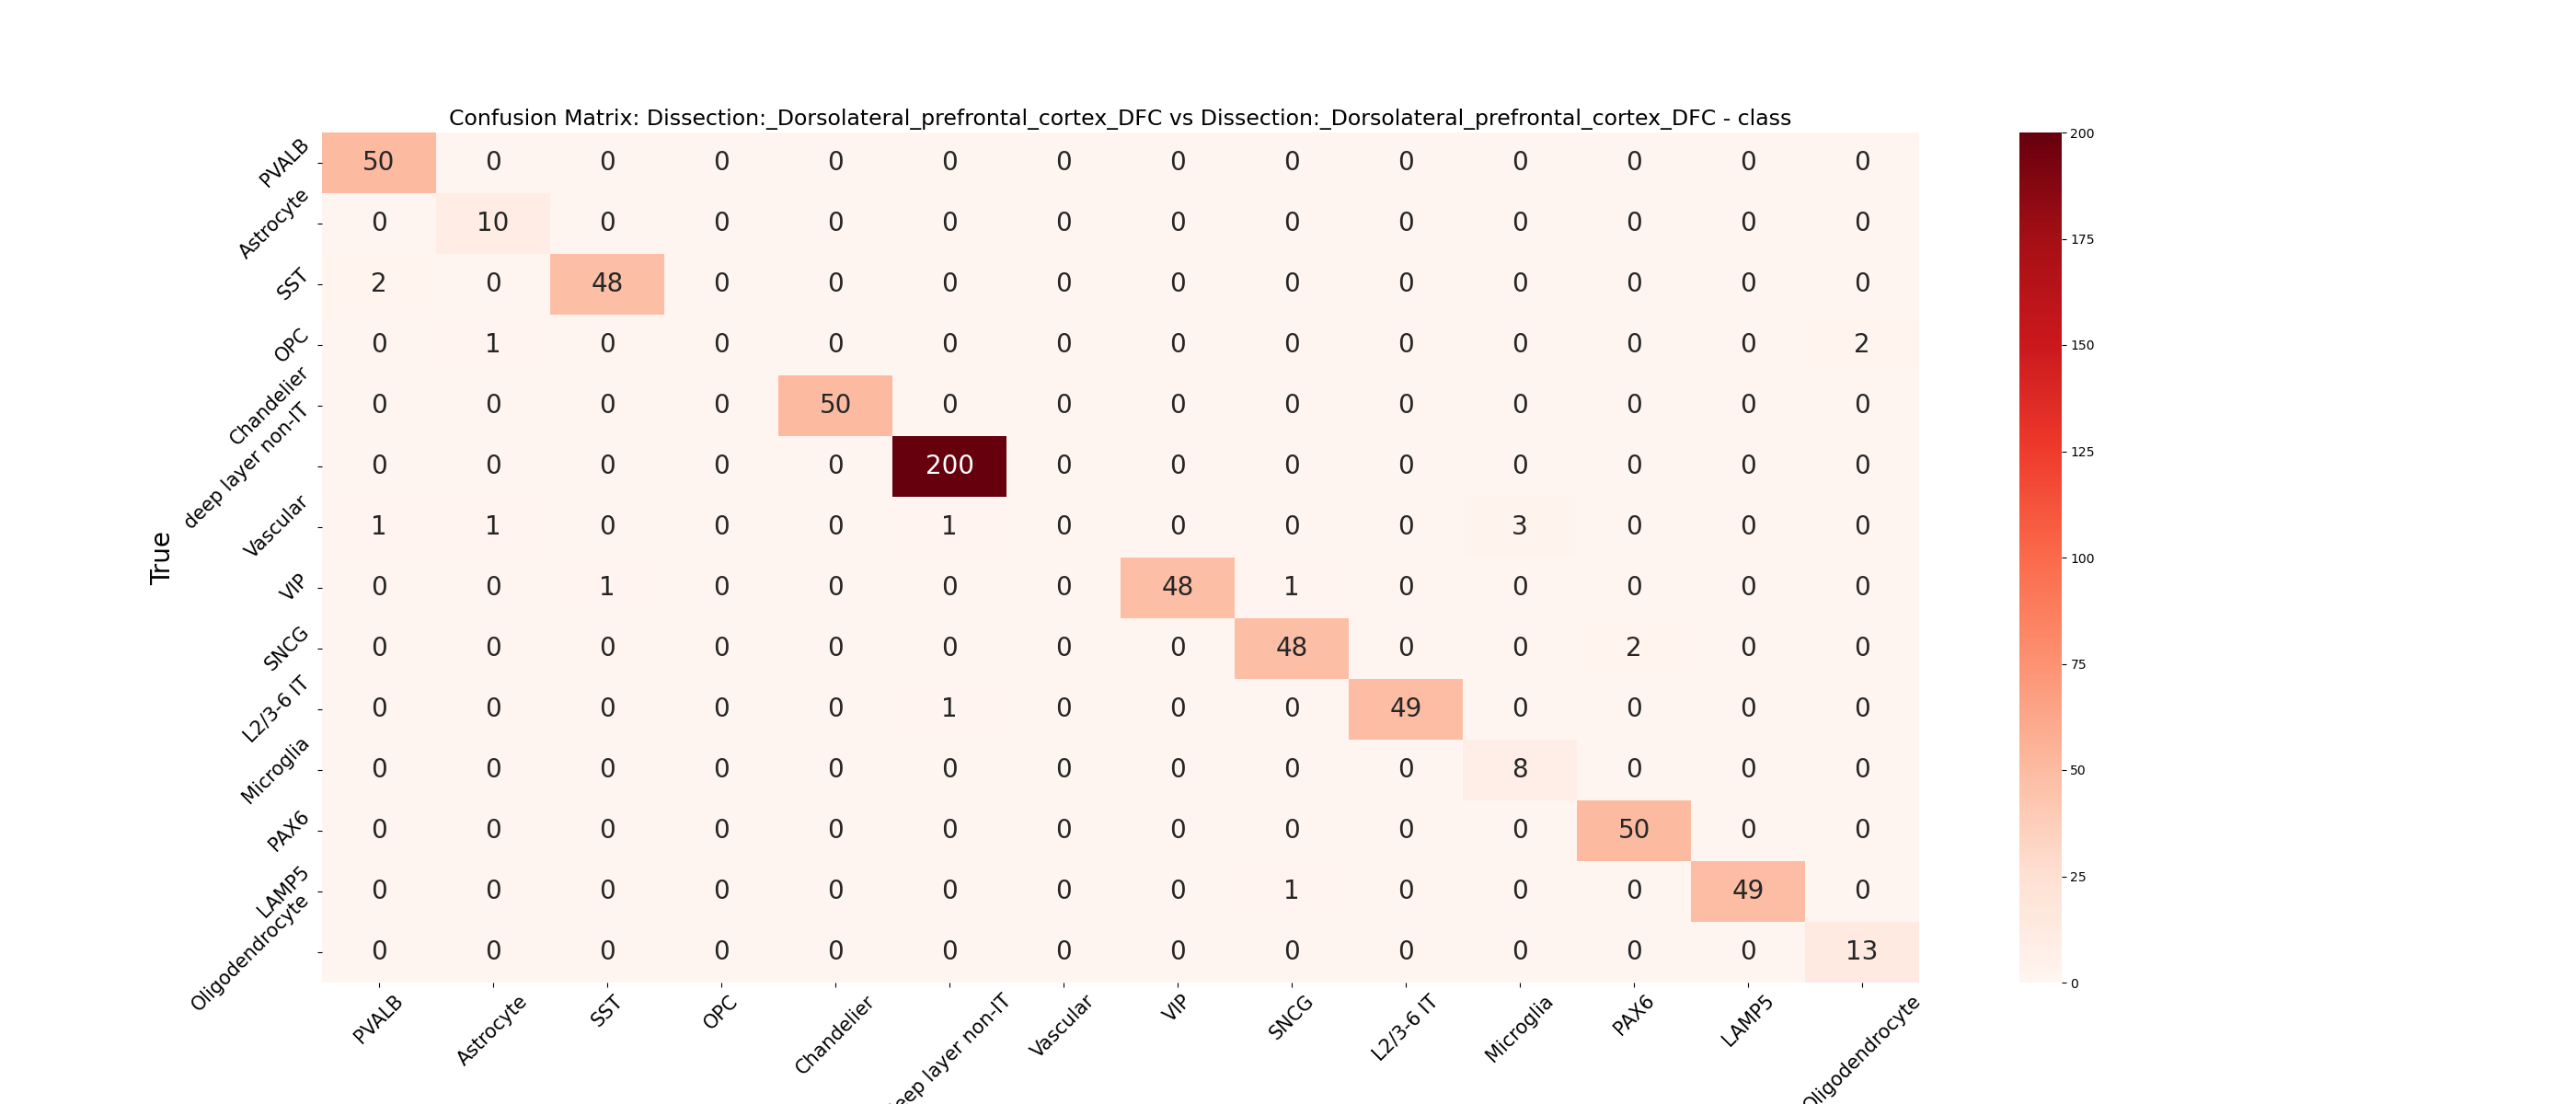 Confusion Matrix: Dissection:_Dorsolateral_prefrontal_cortex_DFC vs Dissection:_Dorsolateral_prefrontal_cortex_DFC - class
True
PVALB 50 0 0 0 0 0 0 0 0 0 0 0 0 0
Astrocyte 0 10 0 0 0 0 0 0 0 0 0 0 0 0
SST 2 0 48 0 0 0 0 0 0 0 0 0 0 0
OPC 0 1 0 0 0 0 0 0 0 0 0 0 0 2
Chandelier 0 0 0 0 50 0 0 0 0 0 0 0 0 0
deep layer non-IT 0 0 0 0 0 200 0 0 0 0 0 0 0 0
Vascular 1 1 0 0 0 1 0 0 0 0 3 0 0 0
VIP 0 0 1 0 0 0 0 48 1 0 0 0 0 0
SNCG 0 0 0 0 0 0 0 0 48 0 0 2 0 0
L2/3-6 IT 0 0 0 0 0 1 0 0 0 49 0 0 0 0
Microglia 0 0 0 0 0 0 0 0 0 0 8 0 0 0
PAX6 0 0 0 0 0 0 0 0 0 0 0 50 0 0
LAMP5 0 0 0 0 0 0 0 0 1 0 0 0 49 0
Oligodendrocyte 0 0 0 0 0 0 0 0 0 0 0 0 0 13
PVALB Astrocyte SST OPC Chandelier eep layer non-IT Vascular VIP SNCG L2/3-6 IT Microglia PAX6 LAMP5 Oligodendrocyte
200
175
150
125
100
75
50
25
0